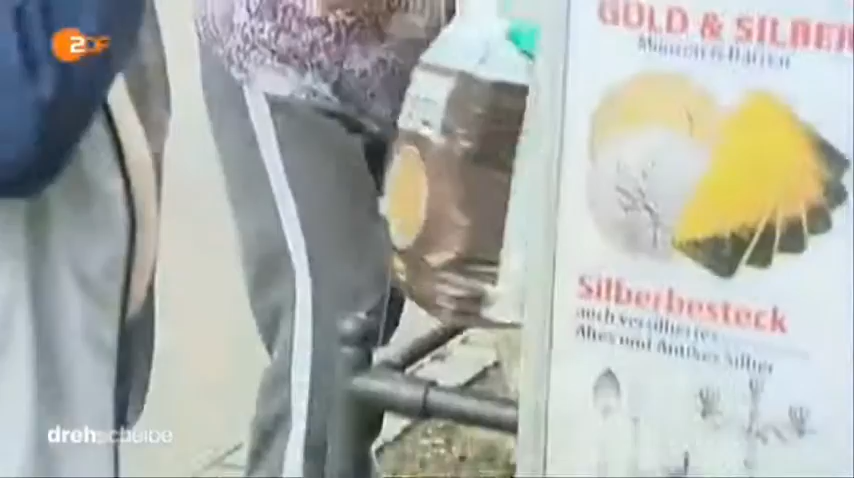 2DF
GOLD & SILBER
Münzen & Barren
Silberbesteck
auch versilbertes
Altes und Antikes Silber
drehscheibe